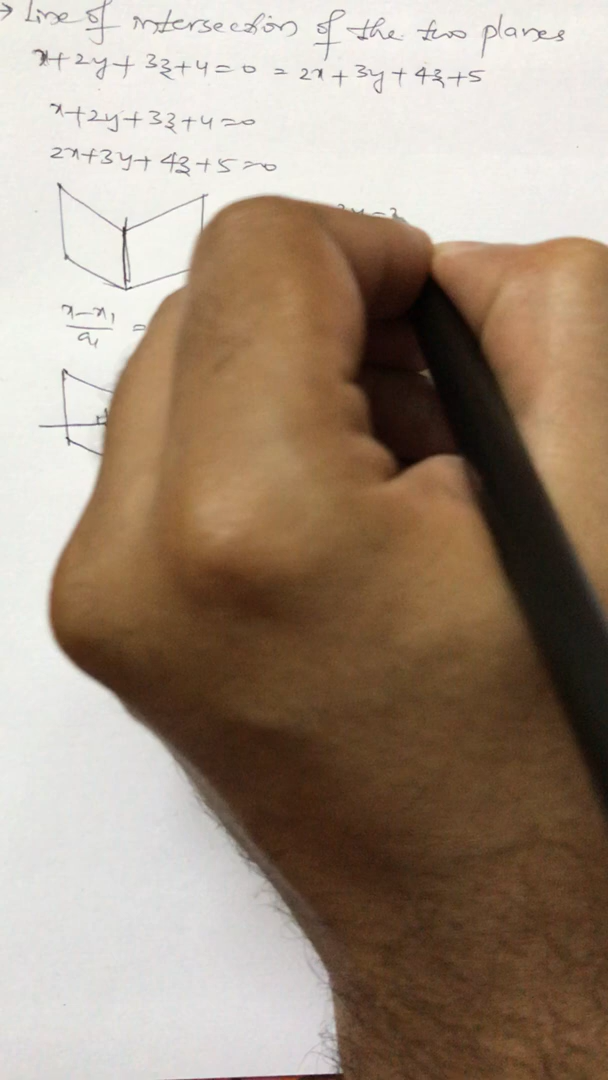 → Line of intersection of the two planes
x+2y+3z+4=0 = 2x+3y+4z+5
x+2y+3z+4=0
2x+3y+4z+5=0
x-x₁/a₁ =